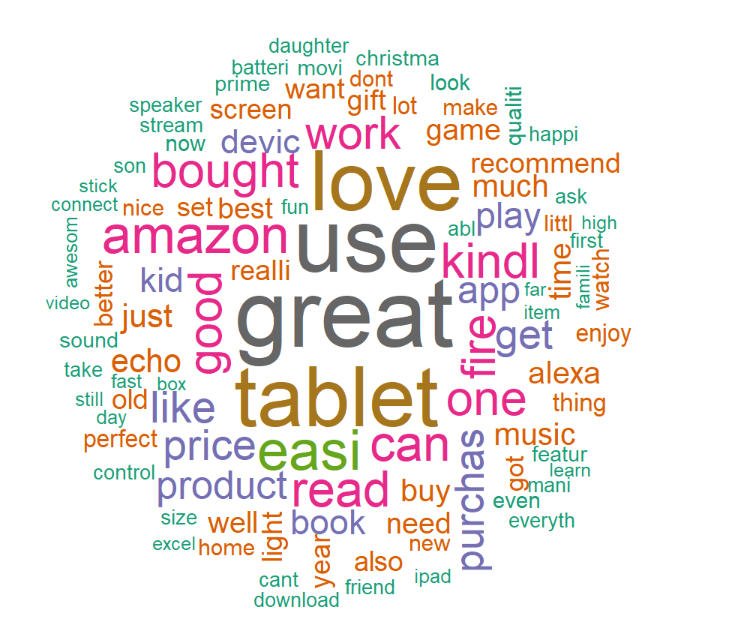 daughter
batteri movi christma
prime want dont look
speaker screen gift lot make qualiti
stream devic work game happi
now
son bought love recommend
stick much ask
connect nice set best fun use abl play littl high
awesom amazon kindl first
kid realli app far time famili watch
video better just good great item
sound fire get enjoy
take echo
fast box tablet alexa
still old like one thing
day
perfect price easi can music
control featur
product read buy purchas got learn
mani
size well book need even
everyth
excel home light new
year also
cant friend ipad
download